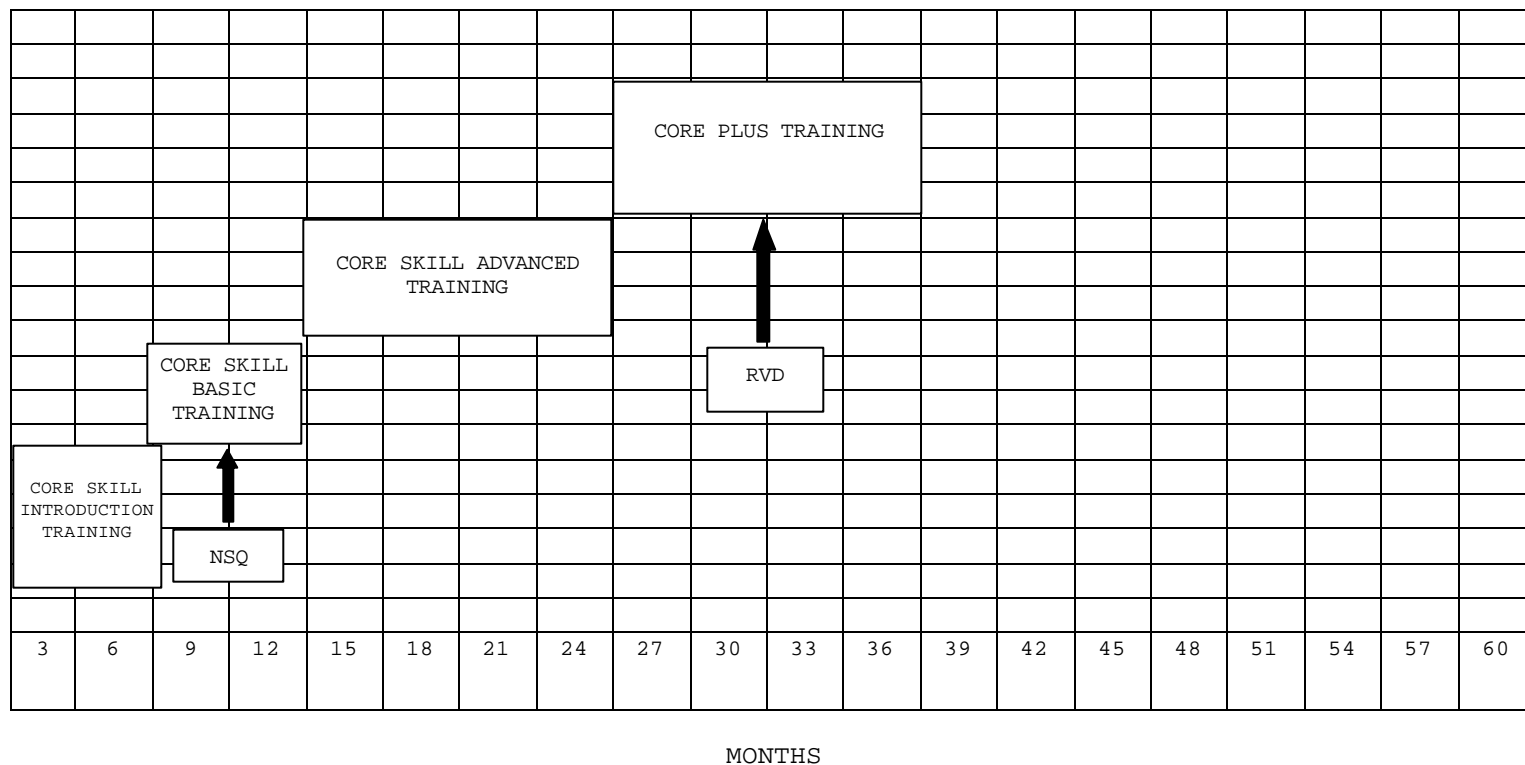 CORE PLUS TRAINING
CORE SKILL ADVANCED
TRAINING
CORE SKILL
BASIC
TRAINING
RVD
CORE SKILL
INTRODUCTION
TRAINING
NSQ
3 6 9 12 15 18 21 24 27 30 33 36 39 42 45 48 51 54 57 60
MONTHS